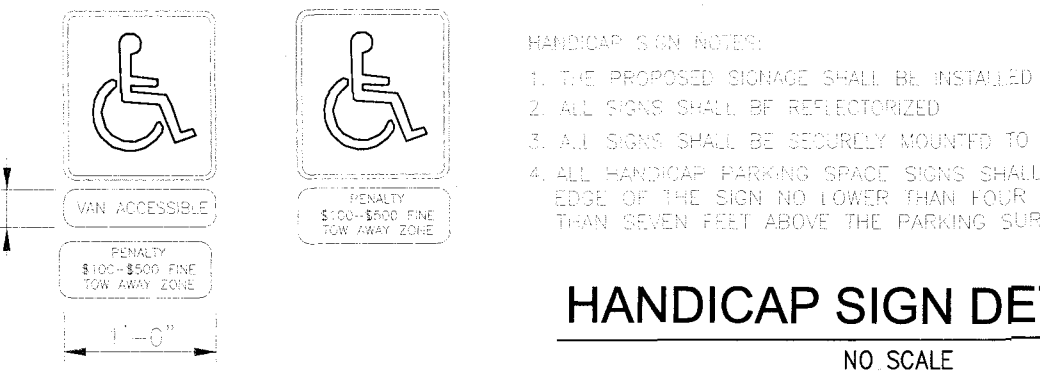 VAN ACCESSIBLE
PENALTY
$100-$500 FINE
TOW AWAY ZONE
1'-0"
PENALTY
$100-$500 FINE
TOW AWAY ZONE
HANDICAP SIGN NOTES:
1. THE PROPOSED SIGNAGE SHALL BE INSTALLED
2. ALL SIGNS SHALL BE REFLECTORIZED
3. ALL SIGNS SHALL BE SECURELY MOUNTED TO
4. ALL HANDICAP PARKING SPACE SIGNS SHALL
EDGE OF THE SIGN NO LOWER THAN FOUR
THAN SEVEN FEET ABOVE THE PARKING SUR
HANDICAP SIGN DE
NO SCALE